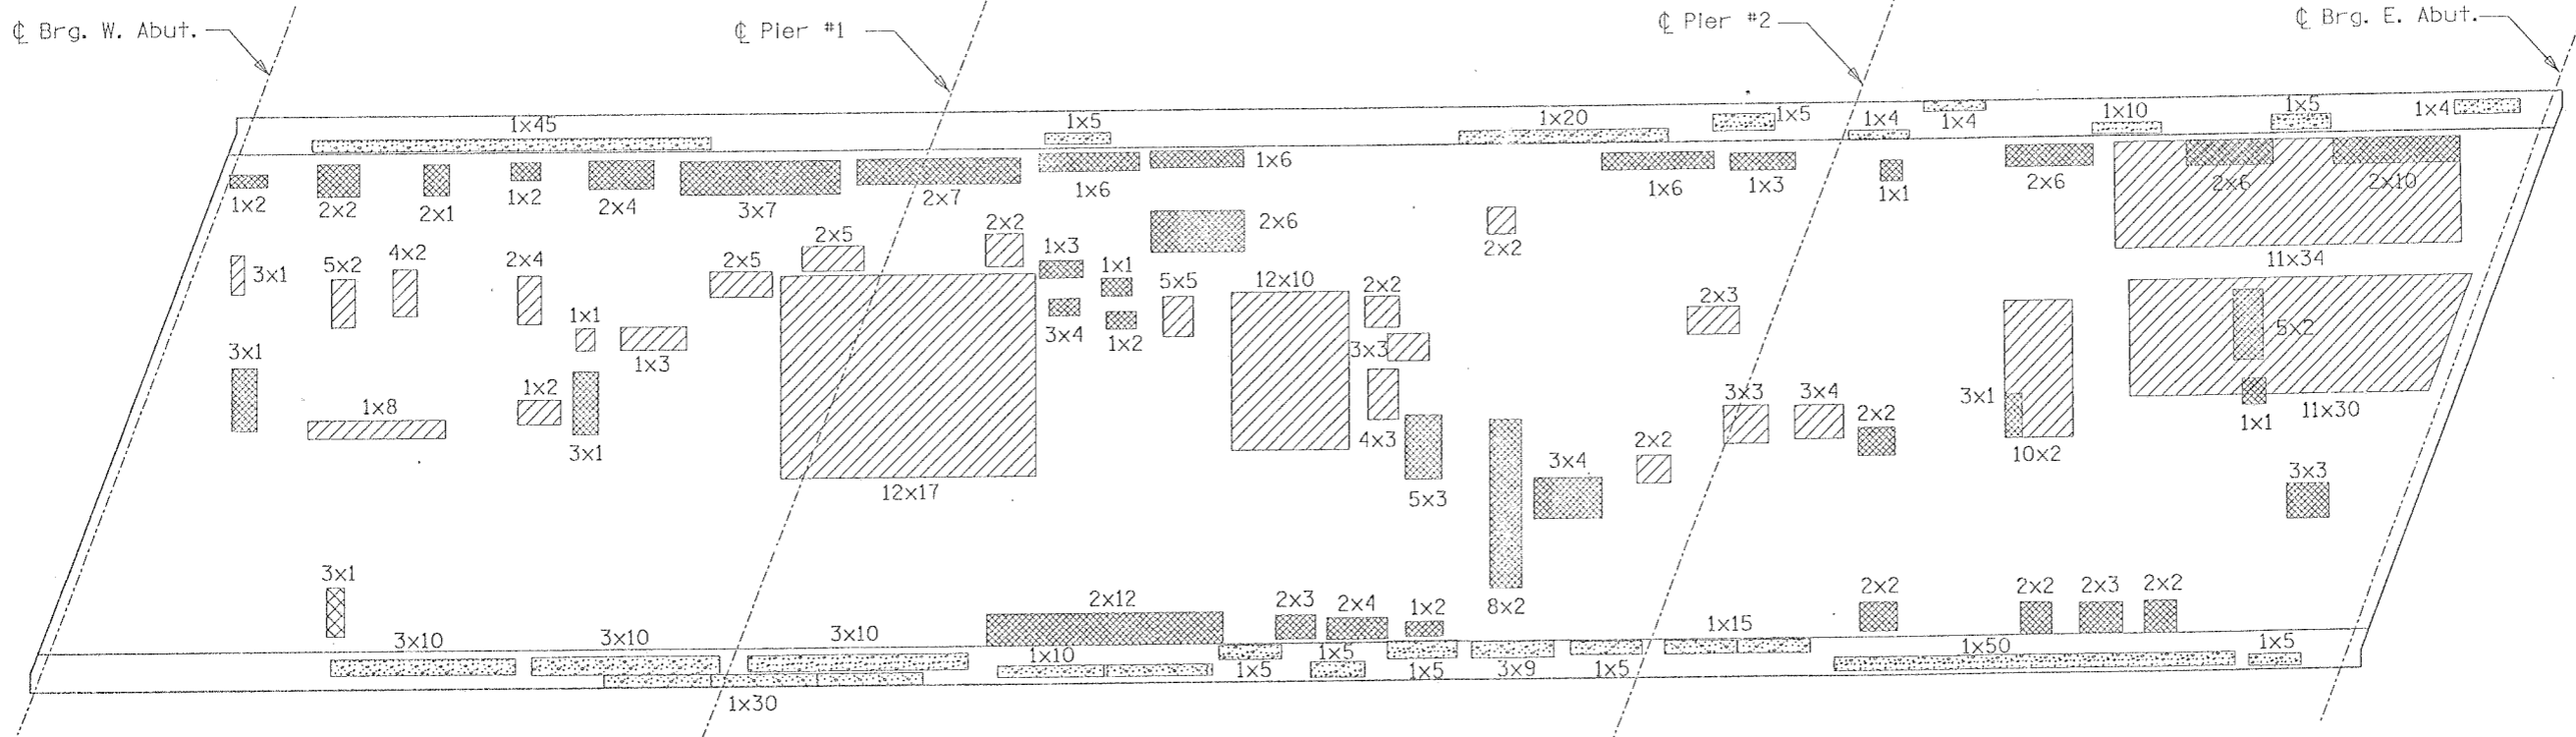 ℄ Brg. W. Abut.
℄ Pier #1
℄ Pier #2
℄ Brg. E. Abut.
1x45
1x5
1x20
1x5
1x4
1x4
1x10
1x5
1x4
1x2
2x2
2x1
1x2
2x4
3x7
2x7
1x6
1x6
1x6
1x3
1x1
2x6
2x6
2x10
3x1
5x2
4x2
2x4
2x5
2x5
2x2
1x3
1x1
2x6
2x2
11x34
1x1
1x3
3x4
1x2
5x5
12x10
2x2
3x3
2x3
5x2
3x1
1x8
1x2
3x1
12x17
4x3
5x3
3x4
2x2
3x3
3x4
2x2
3x1
10x2
1x1
11x30
3x3
3x1
2x12
2x3
2x4
1x2
8x2
2x2
2x2
2x3
2x2
3x10
3x10
3x10
1x10
1x5
1x5
1x5
3x9
1x5
1x15
1x50
1x5
1x30